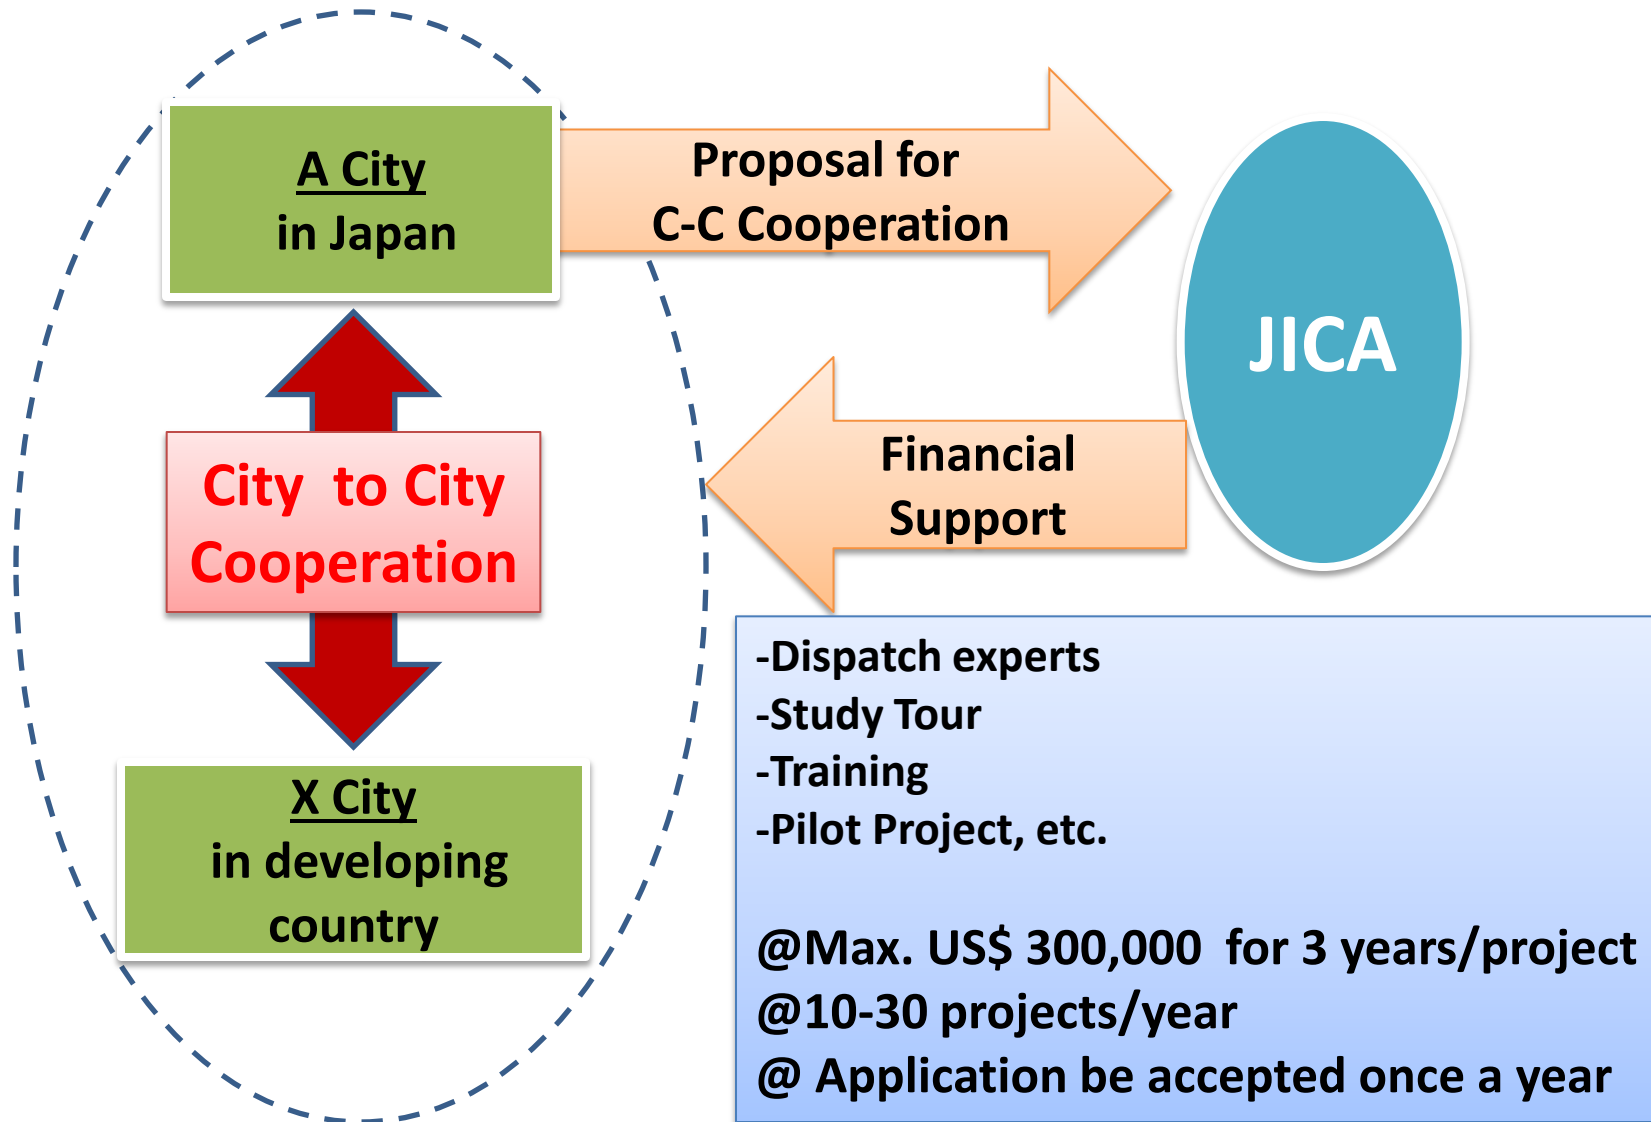 A City
in Japan
Proposal for
C-C Cooperation
JICA
Financial
Support
City to City
Cooperation
X City
in developing
country
-Dispatch experts
-Study Tour
-Training
-Pilot Project, etc.
@Max. US$ 300,000 for 3 years/project
@10-30 projects/year
@ Application be accepted once a year